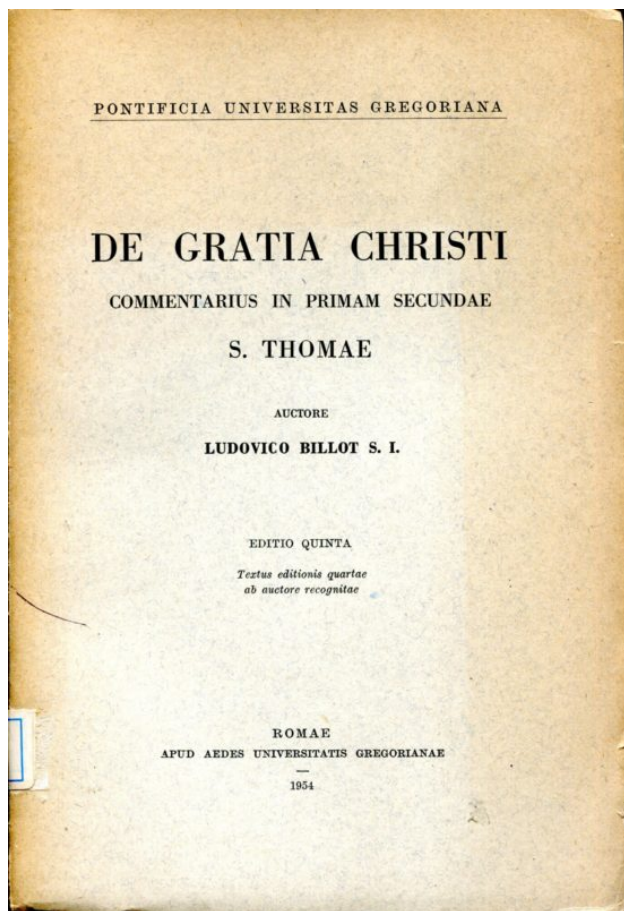 PONTIFICIA UNIVERSITAS GREGORIANA
DE GRATIA CHRISTI
COMMENTARIUS IN PRIMAM SECUNDAE
S. THOMAE
AUCTORE
LUDOVICO BILLOT S. I.
EDITIO QUINTA
Textus editionis quartae
ab auctore recognitae
ROMAE
APUD AEDES UNIVERSITATIS GREGORIANAE
1954